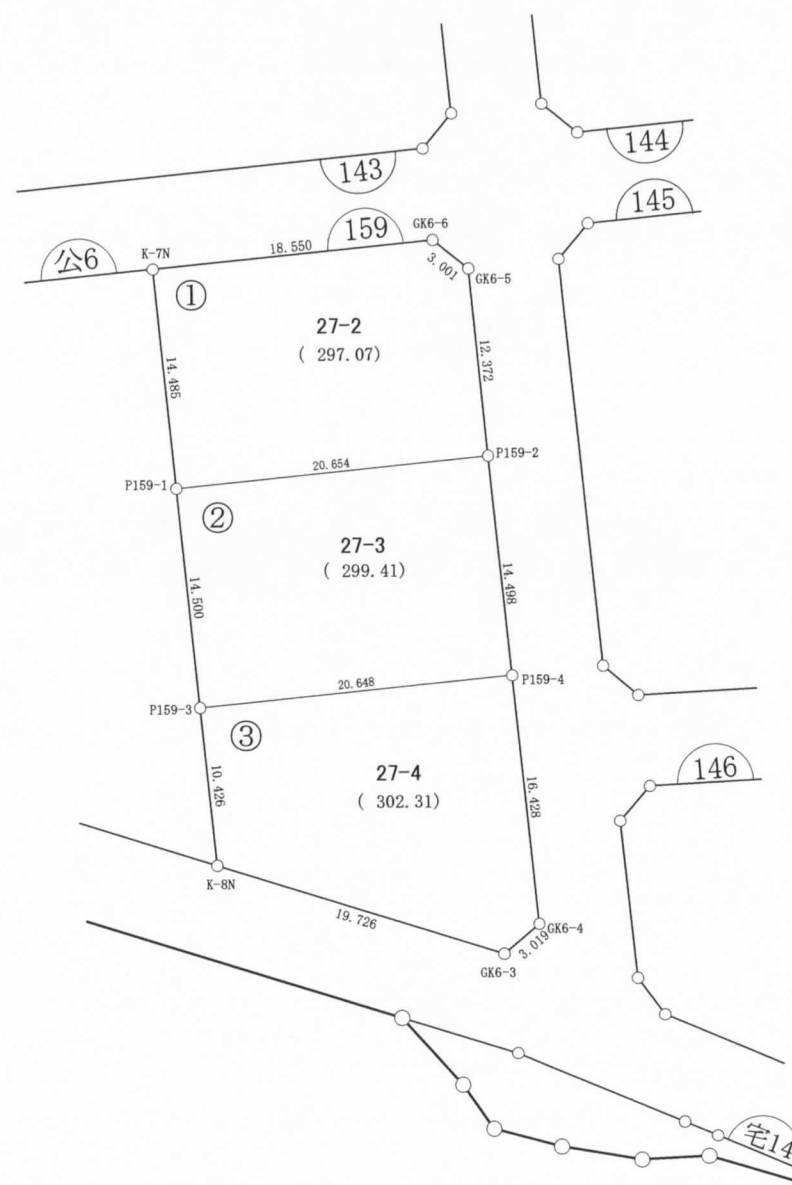 144
143
145
159
GK6-6
公6
K-7N
18.550
3.001
GK6-5
①
27-2
( 297.07)
14.485
12.372
P159-2
20.654
P159-1
②
27-3
( 299.41)
14.500
14.498
20.648
P159-4
P159-3
③
27-4
( 302.31)
146
10.426
16.428
K-8N
19.726
GK6-4
3.019
GK6-3
宅14